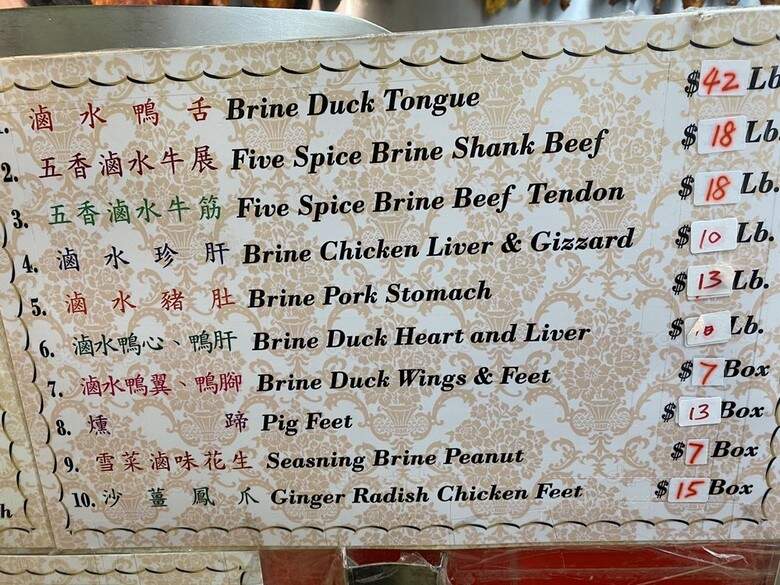 滷水鴨舌 Brine Duck Tongue $42 Lb
2. 五香滷水牛展 Five Spice Brine Shank Beef $18 Lb.
3. 五香滷水牛筋 Five Spice Brine Beef Tendon $18 Lb.
4. 滷水珍肝 Brine Chicken Liver & Gizzard $10 Lb.
5. 滷水豬肚 Brine Pork Stomach $13 Lb.
6. 滷水鴨心、鴨肝 Brine Duck Heart and Liver $ Lb.
7. 滷水鴨翼、鴨腳 Brine Duck Wings & Feet $7 Box
8. 燻蹄 Pig Feet $13 Box
9. 雪菜滷味花生 Seasning Brine Peanut $7 Box
10. 沙薑鳳爪 Ginger Radish Chicken Feet $15 Box